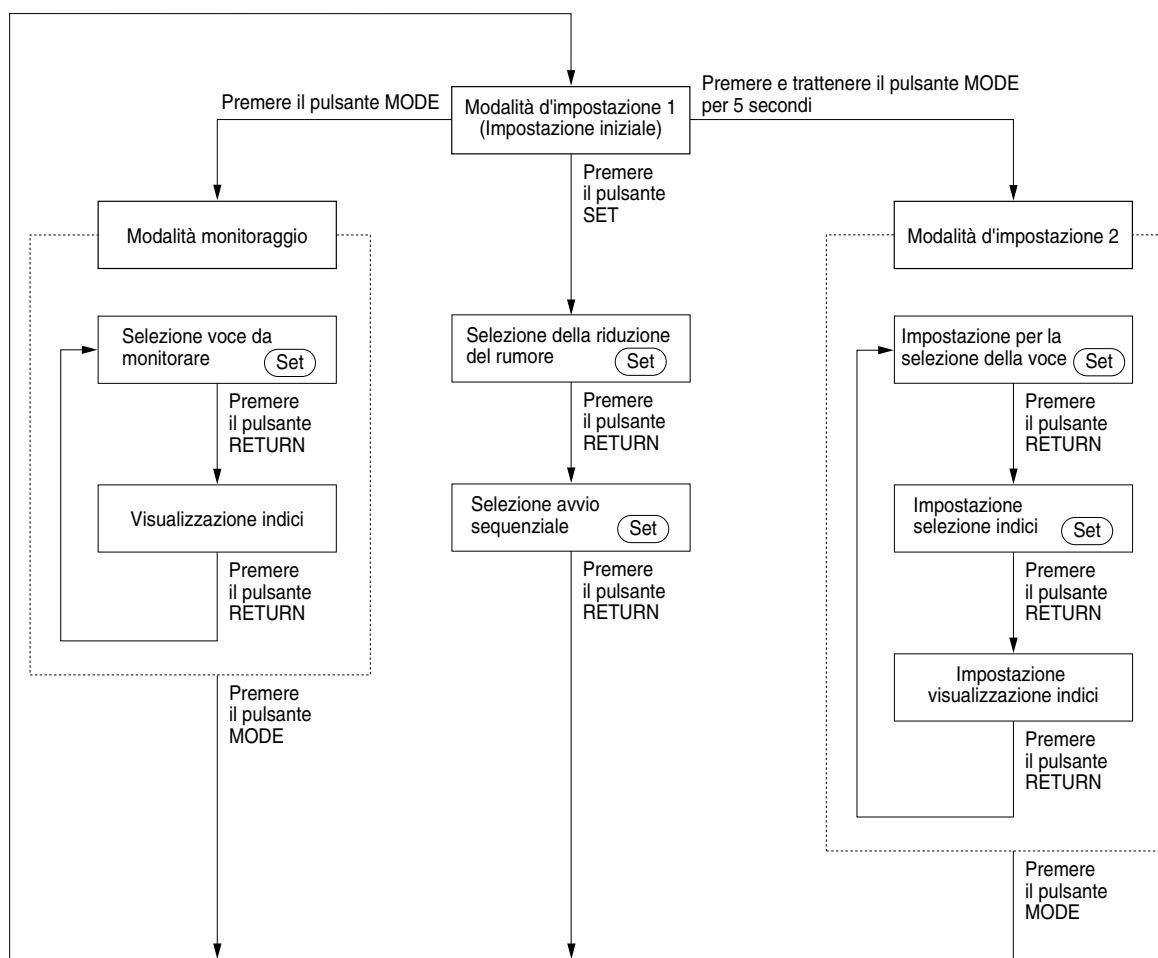 Premere il pulsante MODE
Modalità d'impostazione 1
(Impostazione iniziale)
Premere e trattenere il pulsante MODE
per 5 secondi
Premere
il pulsante
SET
Modalità monitoraggio
Selezione voce da
monitorare Set
Premere
il pulsante
RETURN
Visualizzazione indici
Premere
il pulsante
RETURN
Premere
il pulsante
MODE
Selezione della riduzione
del rumore Set
Premere
il pulsante
RETURN
Selezione avvio
sequenziale Set
Premere
il pulsante
RETURN
Modalità d'impostazione 2
Impostazione per la
selezione della voce Set
Premere
il pulsante
RETURN
Impostazione
selezione indici Set
Premere
il pulsante
RETURN
Impostazione
visualizzazione indici
Premere
il pulsante
RETURN
Premere
il pulsante
MODE